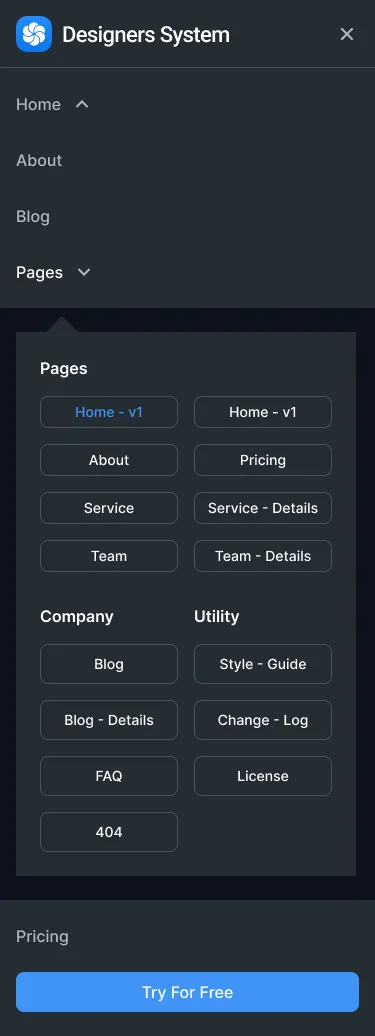 Designers System
Home
About
Blog
Pages
Pages
Home - v1
Home - v1
About
Pricing
Service
Service - Details
Team
Team - Details
Company
Utility
Blog
Style - Guide
Blog - Details
Change - Log
FAQ
License
404
Pricing
Try For Free